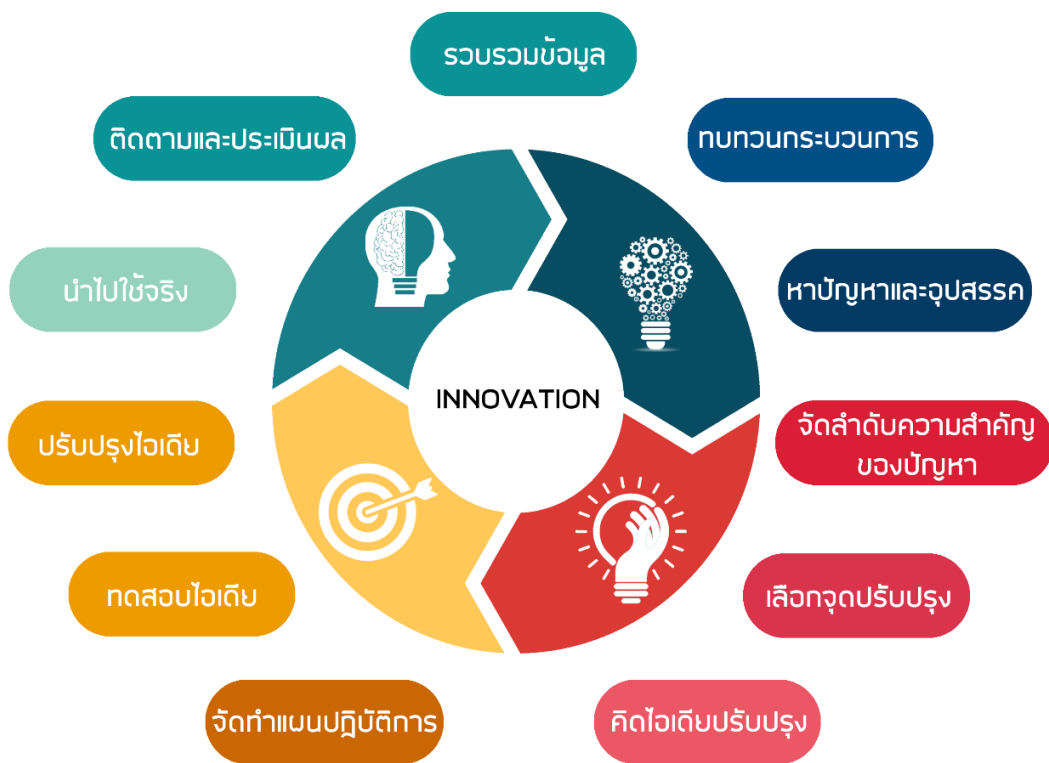 รวบรวมข้อมูล
ทบทวนกระบวนการ
หาปัญหาและอุปสรรค
จัดลำดับความสำคัญ
ของปัญหา
เลือกจุดปรับปรุง
คิดไอเดียปรับปรุง
จัดทำแผนปฏิบัติการ
ทดสอบไอเดีย
ปรับปรุงไอเดีย
นำไปใช้จริง
ติดตามและประเมินผล
INNOVATION